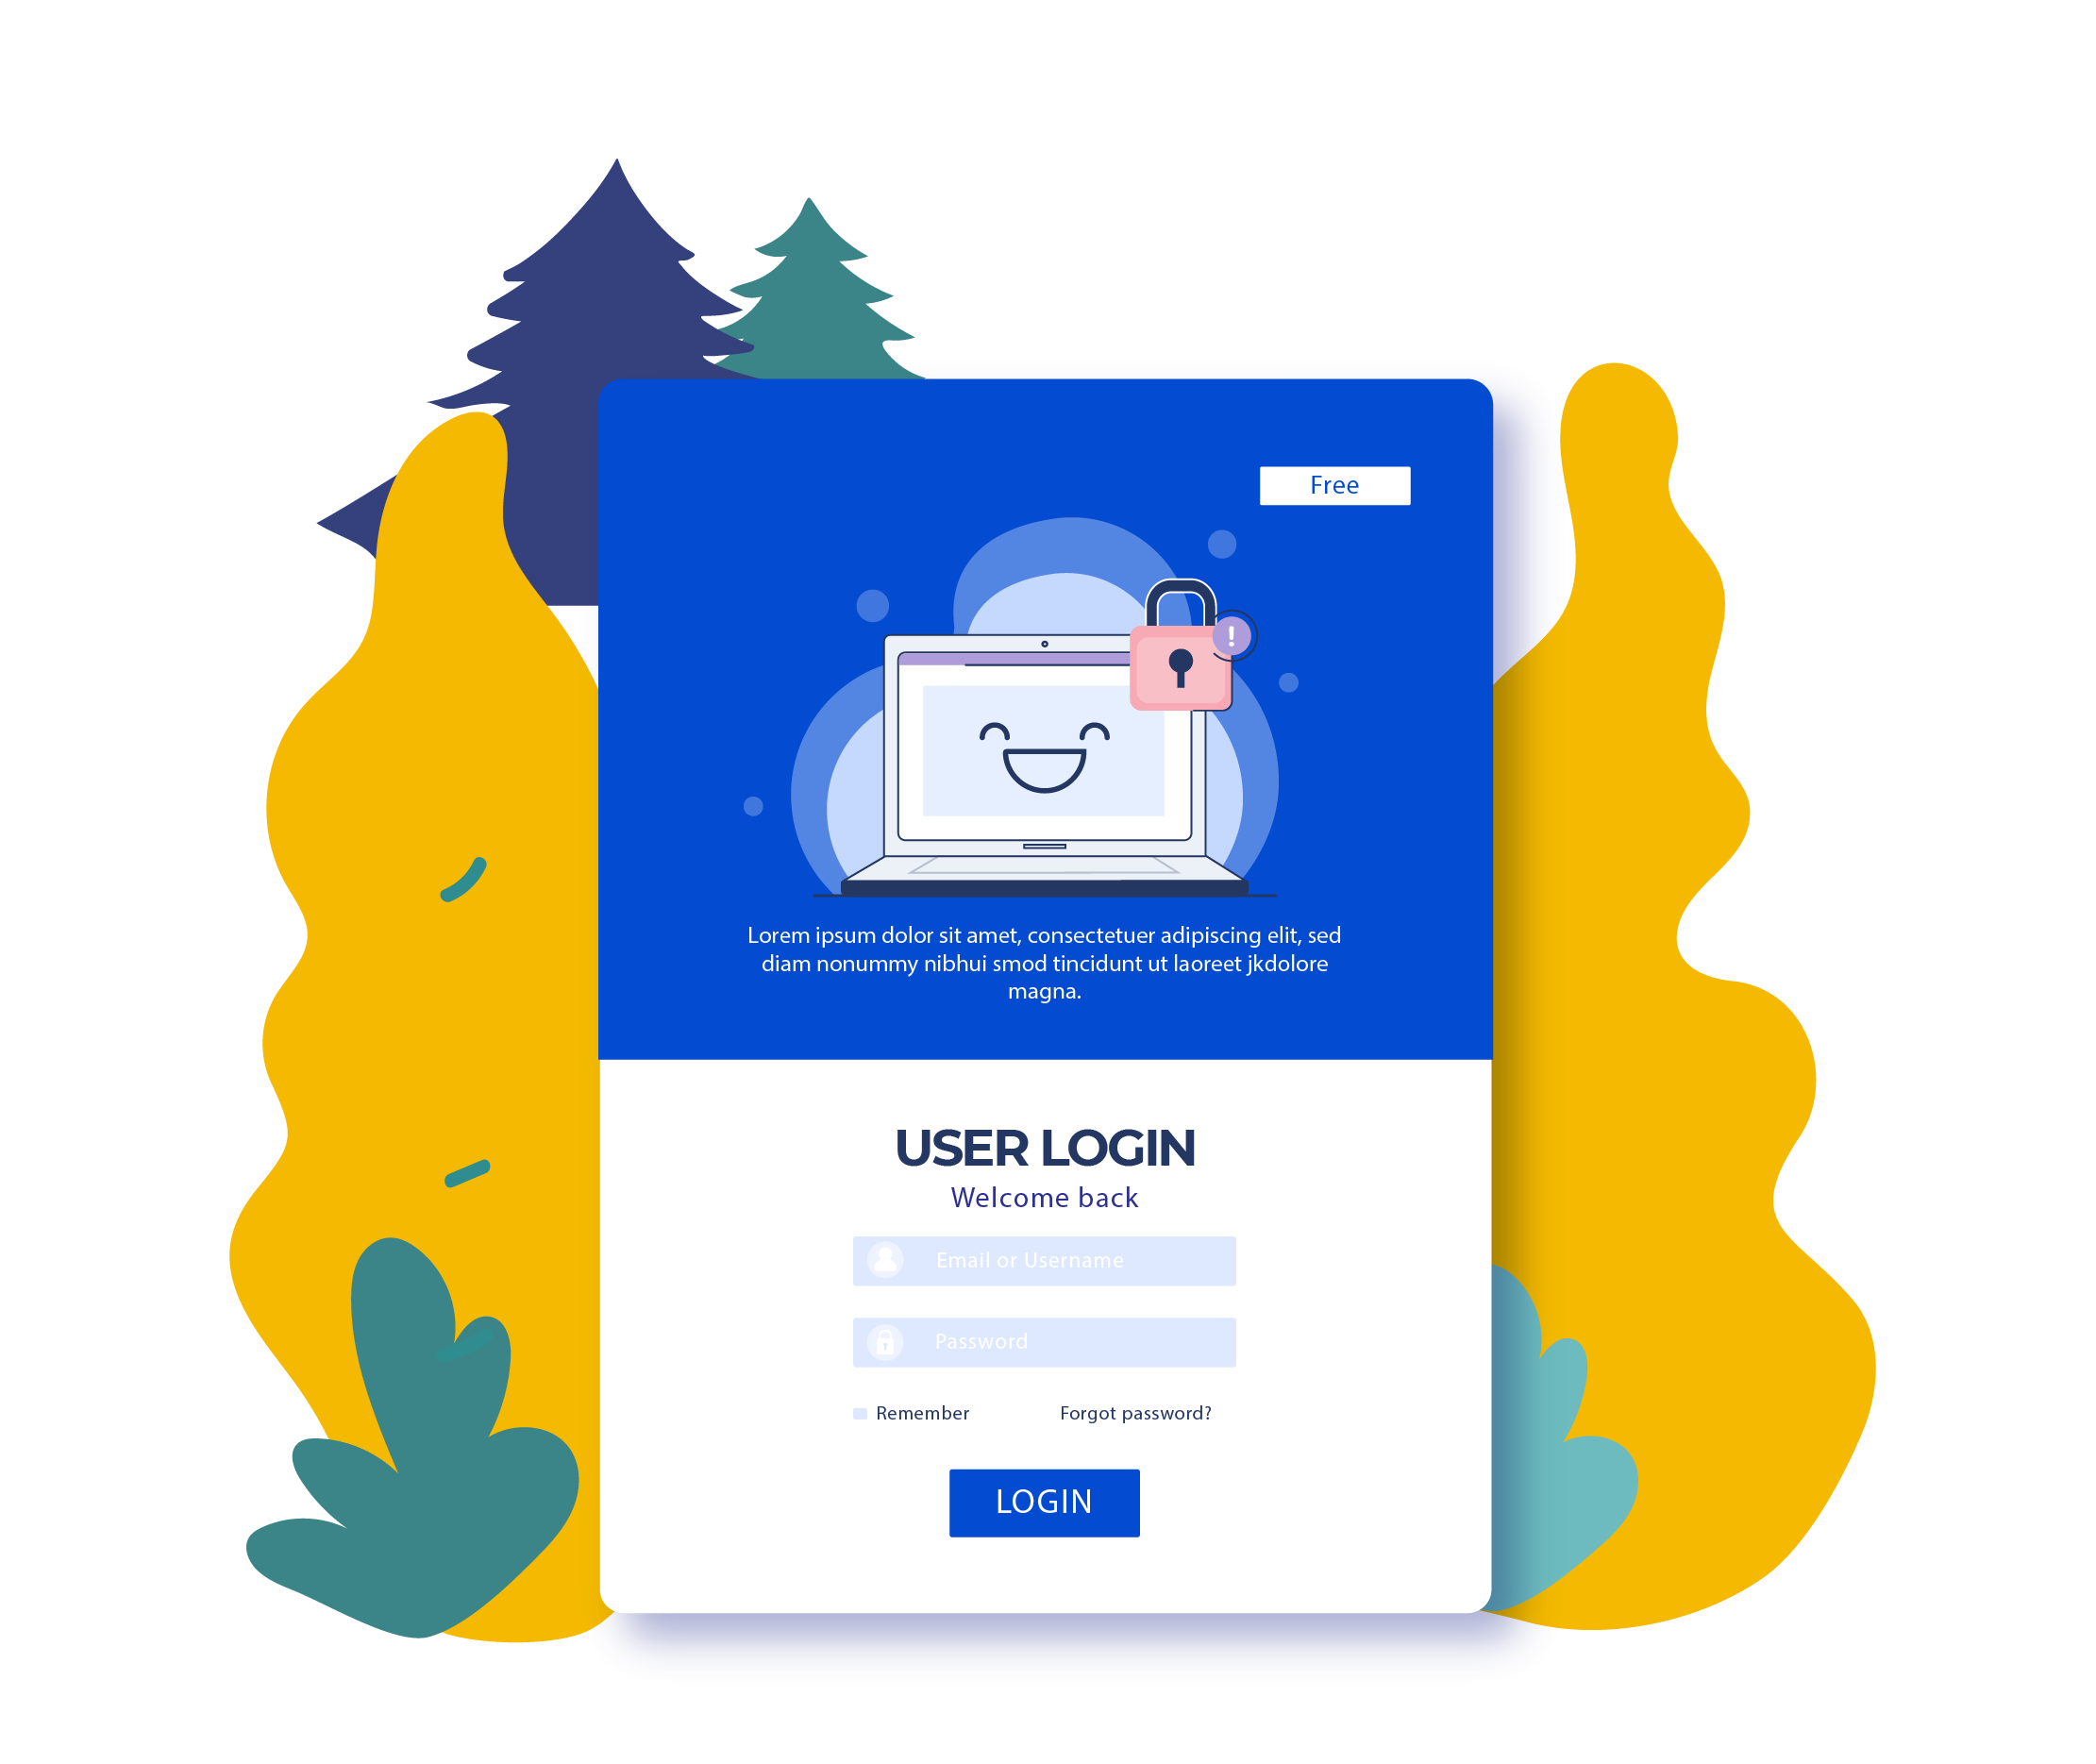 Free
!
Lorem ipsum dolor sit amet, consectetuer adipiscing elit, sed
diam nonummy nibhui smod tincidunt ut laoreet jkdolore
magna.
USER LOGIN
Welcome back
Email or Username
Password
Remember Forgot password?
LOGIN